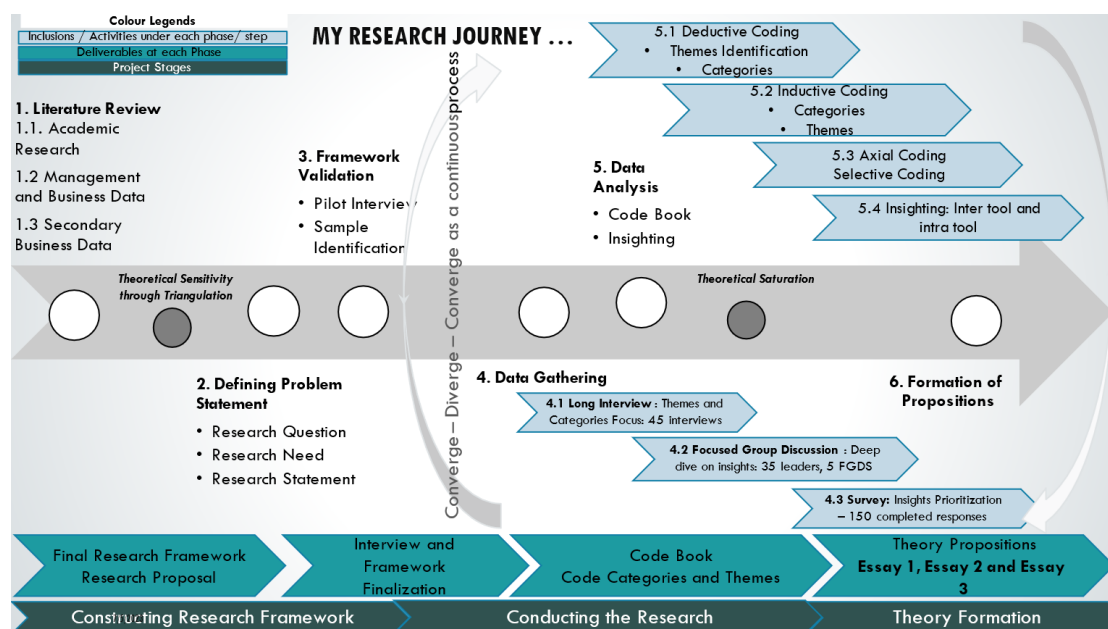 Colour Legends
Inclusions / Activities under each phase/ step
Deliverables at each Phase
Project Stages
MY RESEARCH JOURNEY ...
1. Literature Review
1.1. Academic
Research
1.2 Management
and Business Data
1.3 Secondary
Business Data
3. Framework
Validation
• Pilot Interview
• Sample
Identification
Converge – Diverge – Converge as a continuous process
5. Data
Analysis
• Code Book
• Insighting
5.1 Deductive Coding
• Themes Identification
• Categories
5.2 Inductive Coding
• Categories
• Themes
5.3 Axial Coding
Selective Coding
5.4 Insighting: Inter tool and
intra tool
Theoretical Sensitivity
through Triangulation
Theoretical Saturation
2. Defining Problem
Statement
• Research Question
• Research Need
• Research Statement
4. Data Gathering
4.1 Long Interview : Themes and
Categories Focus: 45 interviews
4.2 Focused Group Discussion : Deep
dive on insights: 35 leaders, 5 FGDS
4.3 Survey: Insights Prioritization
– 150 completed responses
6. Formation of
Propositions
Final Research Framework
Research Proposal
Interview and
Framework
Finalization
Code Book
Code Categories and Themes
Theory Propositions
Essay 1, Essay 2 and Essay
3
Constructing Research Framework
Conducting the Research
Theory Formation